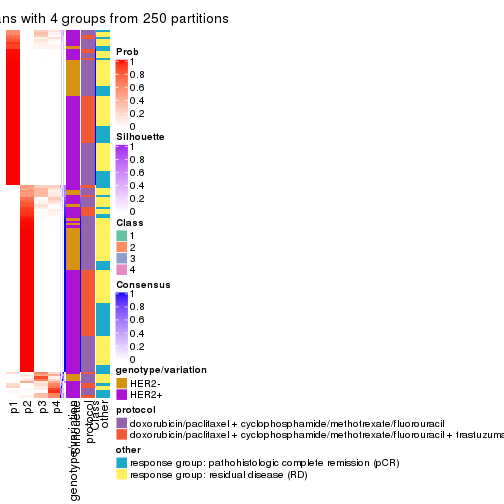 ns with 4 groups from 250 partitions
Prob
1
0.8
0.6
0.4
0.2
0
Silhouette
1
0.8
0.6
0.4
0.2
0
Class
1
2
3
4
Consensus
1
0.8
0.6
0.4
0.2
0
genotype/variation
HER2-
HER2+
protocol
doxorubicin/paclitaxel + cyclophosphamide/methotrexate/fluorouracil
doxorubicin/paclitaxel + cyclophosphamide/methotrexate/fluorouracil + trastuzuma
other
response group: pathohistologic complete remission (pCR)
response group: residual disease (RD)
p1
p2
p3
p4
genotype/variation
protocol
Class
other